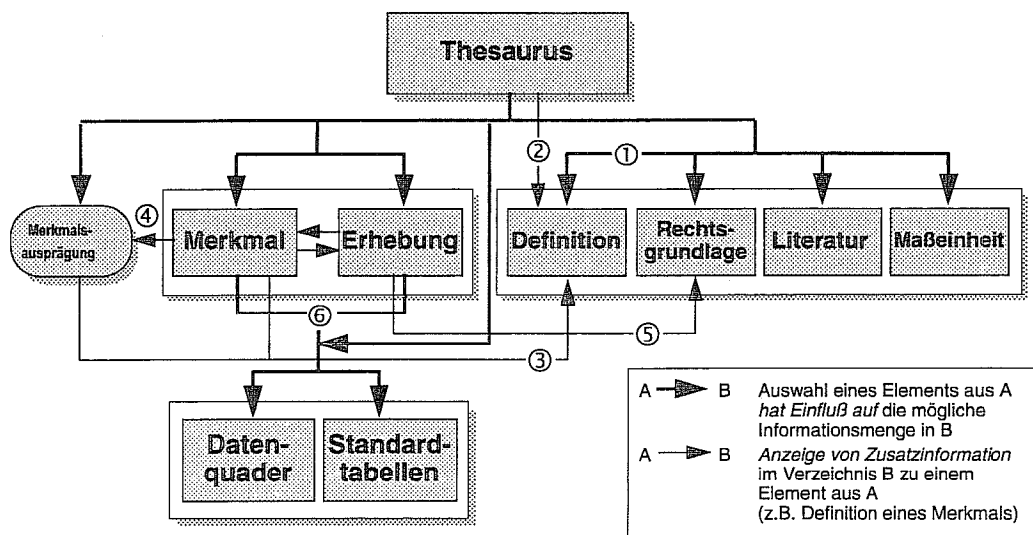 Thesaurus
②
①
④
Merkmals-
ausprägung
Merkmal
Erhebung
Definition
Rechts-
grundlage
Literatur
Maßeinheit
⑥
⑤
③
Daten-
quader
Standard-
tabellen
A B Auswahl eines Elements aus A
hat Einfluß auf die mögliche
Informationsmenge in B
A B Anzeige von Zusatzinformation
im Verzeichnis B zu einem
Element aus A
(z.B. Definition eines Merkmals)